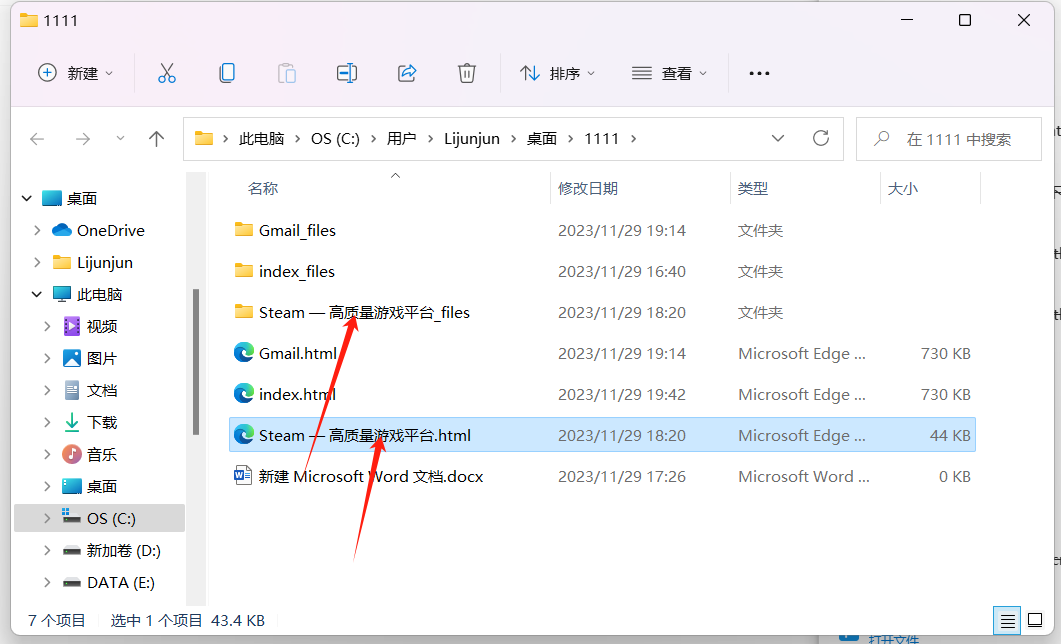 1111
新建
排序
查看
此电脑 OS (C:) 用户 Lijunjun 桌面 1111
在 1111 中搜索
桌面
OneDrive
Lijunjun
此电脑
视频
图片
文档
下载
音乐
桌面
OS (C:)
新加卷 (D:)
DATA (E:)
名称 修改日期 类型 大小
Gmail_files 2023/11/29 19:14 文件夹
index_files 2023/11/29 16:40 文件夹
Steam — 高质量游戏平台_files 2023/11/29 18:20 文件夹
Gmail.html 2023/11/29 19:14 Microsoft Edge ... 730 KB
index.html 2023/11/29 19:42 Microsoft Edge ... 730 KB
Steam — 高质量游戏平台.html 2023/11/29 18:20 Microsoft Edge ... 44 KB
新建 Microsoft Word 文档.docx 2023/11/29 17:26 Microsoft Word ... 0 KB
7 个项目 选中 1 个项目 43.4 KB
打开文件